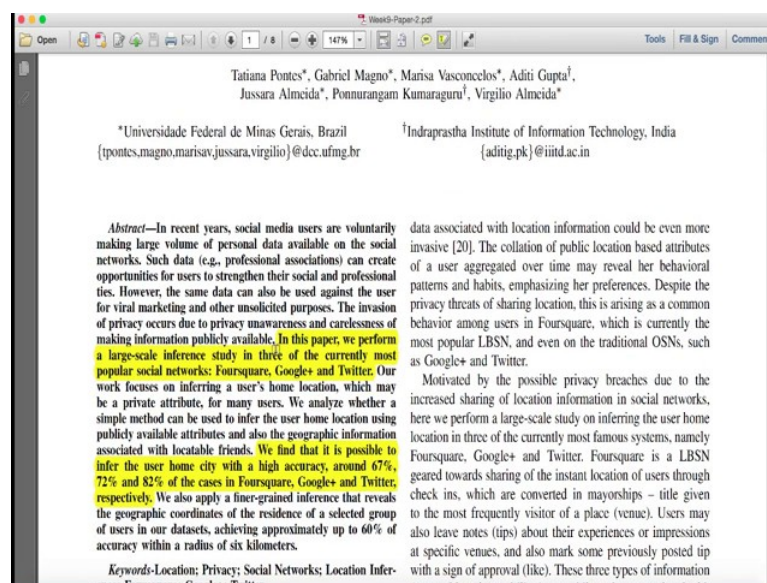 Week9-Paper-2.pdf
Open
1 / 8
147%
Tools Fill & Sign Commen
Tatiana Pontes*, Gabriel Magno*, Marisa Vasconcelos*, Aditi Gupta†,
Jussara Almeida*, Ponnurangam Kumaraguru†, Virgilio Almeida*
*Universidade Federal de Minas Gerais, Brazil
{tpontes,magno,marisav,jussara,virgilio}@dcc.ufmg.br
†Indraprastha Institute of Information Technology, India
{aditig,pk}@iiitd.ac.in
Abstract—In recent years, social media users are voluntarily
making large volume of personal data available on the social
networks. Such data (e.g., professional associations) can create
opportunities for users to strengthen their social and professional
ties. However, the same data can also be used against the user
for viral marketing and other unsolicited purposes. The invasion
of privacy occurs due to privacy unawareness and carelessness of
making information publicly available. In this paper, we perform
a large-scale inference study in three of the currently most
popular social networks: Foursquare, Google+ and Twitter. Our
work focuses on inferring a user's home location, which may
be a private attribute, for many users. We analyze whether a
simple method can be used to infer the user home location using
publicly available attributes and also the geographic information
associated with locatable friends. We find that it is possible to
infer the user home city with a high accuracy, around 67%,
72% and 82% of the cases in Foursquare, Google+ and Twitter,
respectively. We also apply a finer-grained inference that reveals
the geographic coordinates of the residence of a selected group
of users in our datasets, achieving approximately up to 60% of
accuracy within a radius of six kilometers.
Keywords-Location; Privacy; Social Networks; Location Infer-
data associated with location information could be even more
invasive [20]. The collation of public location based attributes
of a user aggregated over time may reveal her behavioral
patterns and habits, emphasizing her preferences. Despite the
privacy threats of sharing location, this is arising as a common
behavior among users in Foursquare, which is currently the
most popular LBSN, and even on the traditional OSNs, such
as Google+ and Twitter.
Motivated by the possible privacy breaches due to the
increased sharing of location information in social networks,
here we perform a large-scale study on inferring the user home
location in three of the currently most famous systems, namely
Foursquare, Google+ and Twitter. Foursquare is a LBSN
geared towards sharing of the instant location of users through
check ins, which are converted in mayorships – title given
to the most frequently visitor of a place (venue). Users may
also leave notes (tips) about their experiences or impressions
at specific venues, and also mark some previously posted tip
with a sign of approval (like). These three types of information